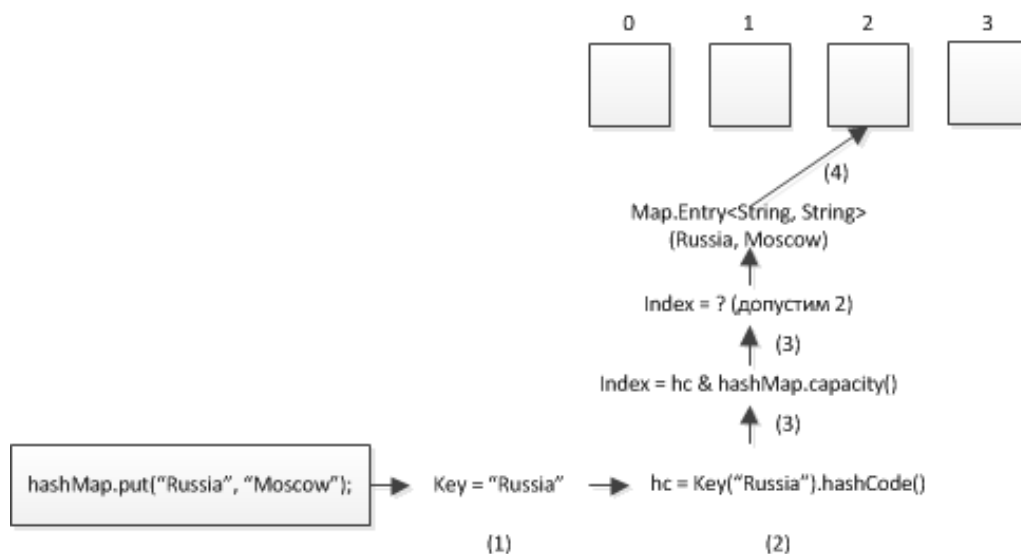 0 1 2 3
(4)
Map.Entry<String, String>
(Russia, Moscow)
Index = ? (допустим 2)
(3)
Index = hc & hashMap.capacity()
(3)
hashMap.put(“Russia”, “Moscow”); Key = “Russia” hc = Key(“Russia”).hashCode()
(1) (2)